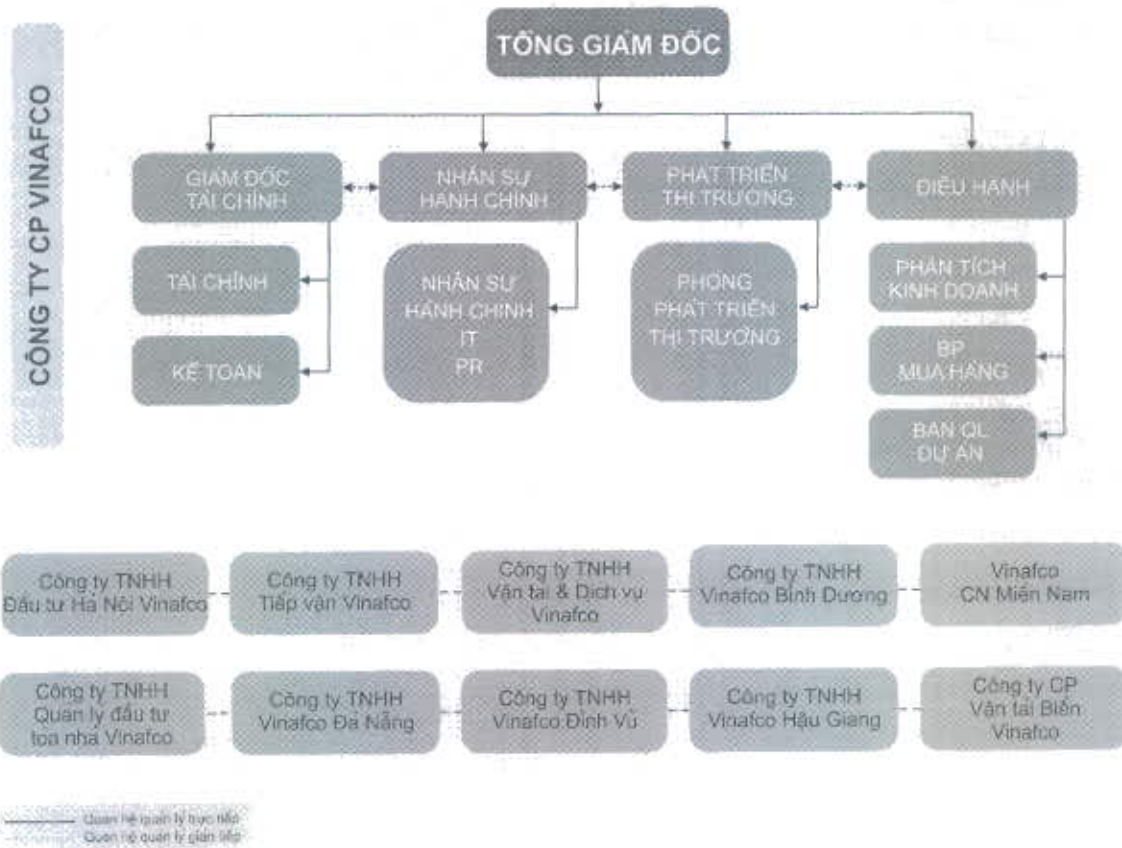 CÔNG TY CP VINAFCO
TỔNG GIÁM ĐỐC
GIÁM ĐỐC
TÀI CHÍNH
NHÂN SỰ
HÀNH CHÍNH
PHÁT TRIỂN
THỊ TRƯỜNG
ĐIỀU HÀNH
TÀI CHÍNH
KẾ TOÁN
NHÂN SỰ
HÀNH CHÍNH
IT
PR
PHÒNG
PHÁT TRIỂN
THỊ TRƯỜNG
PHÂN TÍCH
KINH DOANH
BP
MUA HÀNG
BAN QL
DỰ ÁN
Công ty TNHH
Đầu tư Hà Nội Vinafco
Công ty TNHH
Tiếp vận Vinafco
Công ty TNHH
Vận tải & Dịch vụ
Vinafco
Công ty TNHH
Vinafco Bình Dương
Vinafco
CN Miền Nam
Công ty TNHH
Quản lý đầu tư
tòa nhà Vinafco
Công ty TNHH
Vinafco Đà Nẵng
Công ty TNHH
Vinafco Đình Vũ
Công ty TNHH
Vinafco Hậu Giang
Công ty CP
Vận tải Biển
Vinafco
Quan hệ quản lý trực tiếp
Quan hệ quản lý gián tiếp